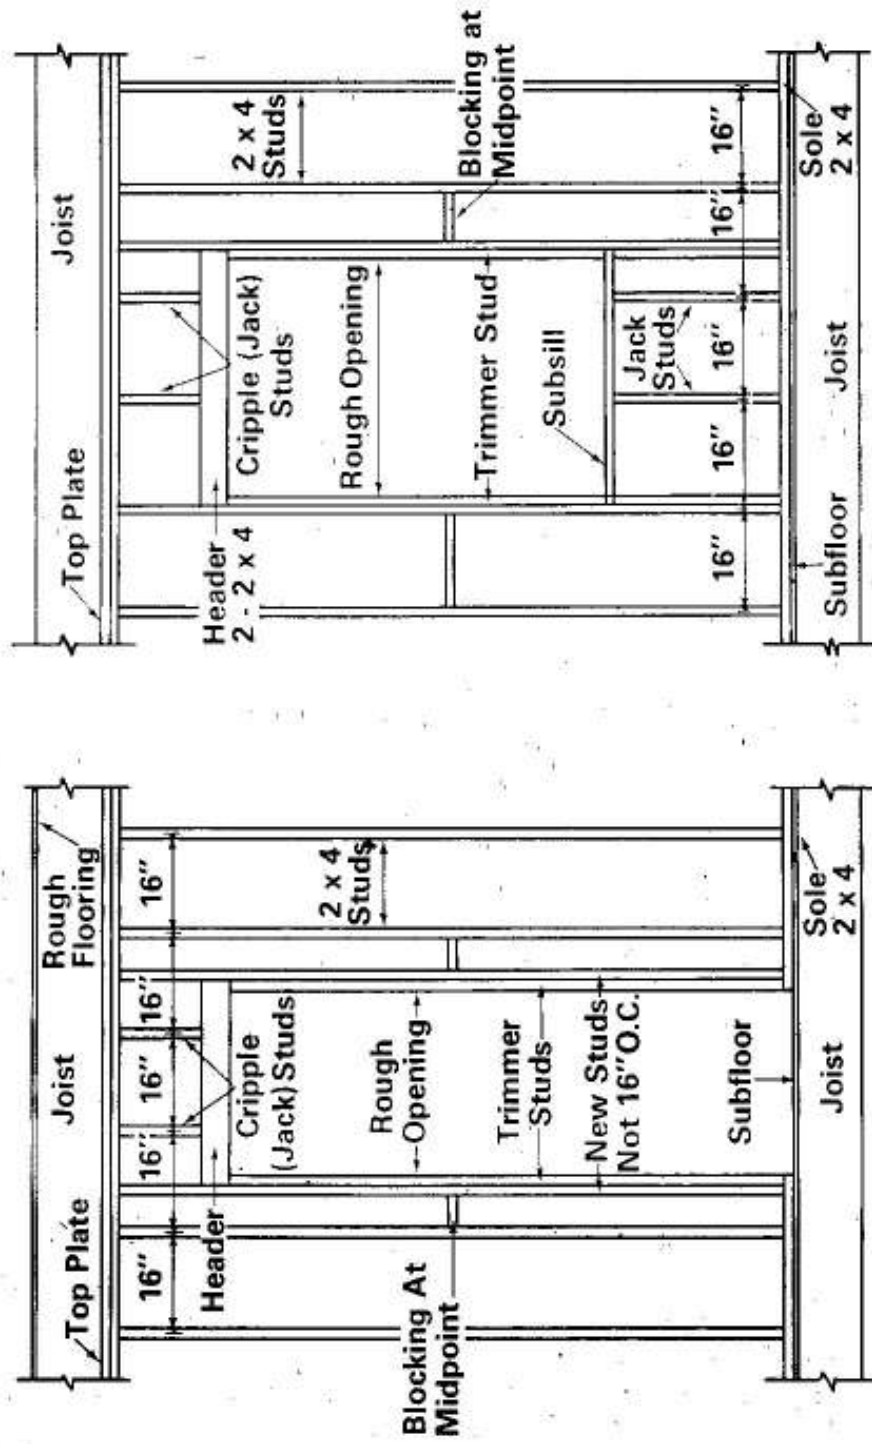 Top Plate
Joist
Rough
Flooring
16″
16″
16″
16″
16″
Header
Cripple
(Jack) Studs
2 x 4
Studs
Rough
Opening
Blocking At
Midpoint
Trimmer
Studs
New Studs
Not 16″O.C.
Subfloor
Joist
Sole
2 x 4
Top Plate
Joist
Header
2 - 2 x 4
Cripple (Jack)
Studs
2 x 4
Studs
Rough Opening
Blocking at
Midpoint
Trimmer Stud
Subsill
Jack
Studs
16″
16″
16″
16″
16″
Subfloor
Joist
Sole
2 x 4